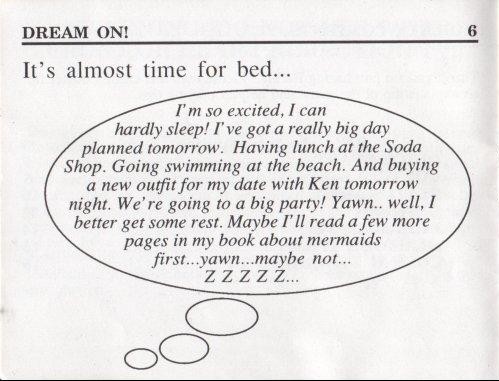 DREAM ON! 6
It's almost time for bed...
I'm so excited, I can
hardly sleep! I've got a really big day
planned tomorrow. Having lunch at the Soda
Shop. Going swimming at the beach. And buying
a new outfit for my date with Ken tomorrow
night. We're going to a big party! Yawn.. well, I
better get some rest. Maybe I'll read a few more
pages in my book about mermaids
first...yawn...maybe not...
Z Z Z Z Z...